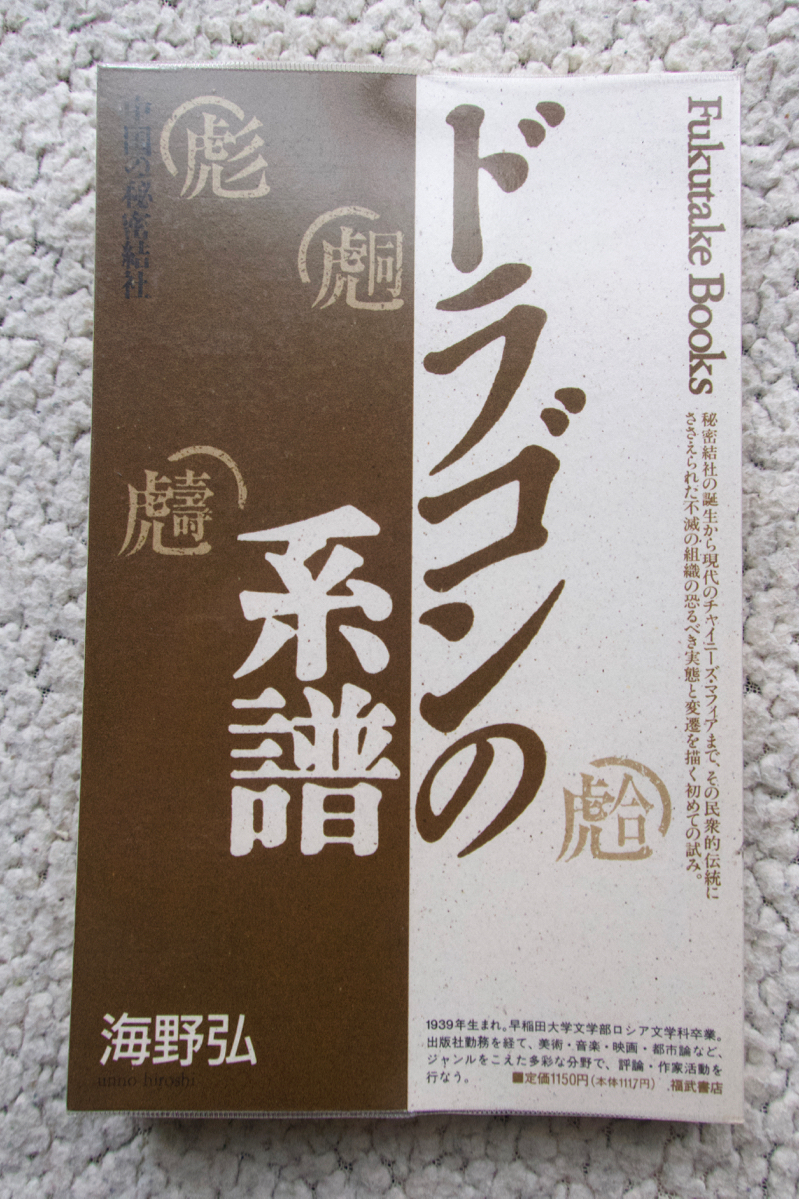 Fukutake Books
秘密結社の誕生から現代のチャイニーズ・マフィアまで、その民衆的伝統に
ささえられた不滅の組織の恐るべき実態と変遷を描く初めての試み。
ドラゴンの
系譜
中国の秘密結社
彪
海野弘
unno hiroshi
1939年生まれ。早稲田大学文学部ロシア文学科卒業。
出版社勤務を経て、美術・音楽・映画・都市論など、
ジャンルをこえた多彩な分野で、評論・作家活動を
行なう。
■定価1150円(本体1117円) 福武書店